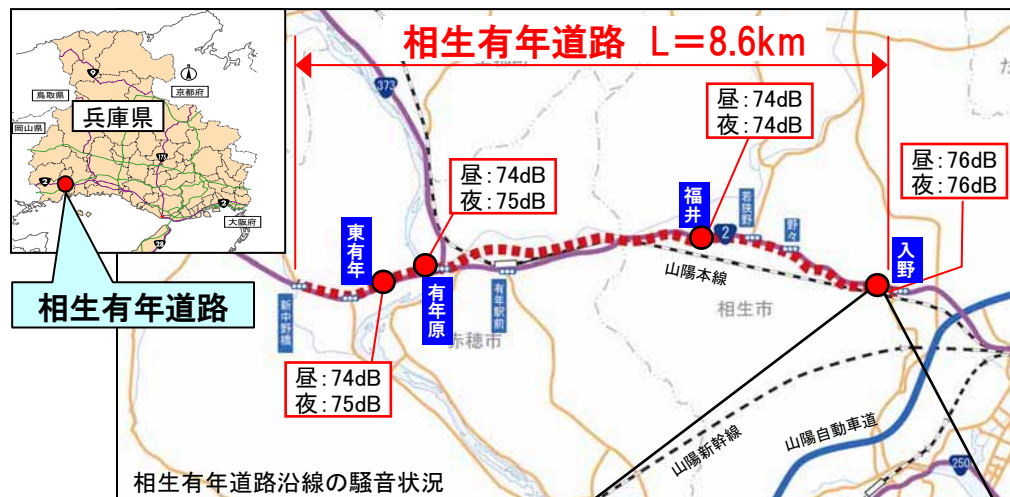 相生有年道路 L＝8.6km
鳥取県
京都府
兵庫県
岡山県
大阪府
9
173
2
2
28
相生有年道路
373
昼：74dB
夜：74dB
昼：74dB
夜：75dB
昼：76dB
夜：76dB
東有年
有年原
福井
若狭野
2
野々
入野
新中野橋
有年駅前
山陽本線
相生市
赤穂市
昼：74dB
夜：75dB
山陽新幹線
山陽自動車道
250
相生有年道路沿線の騒音状況